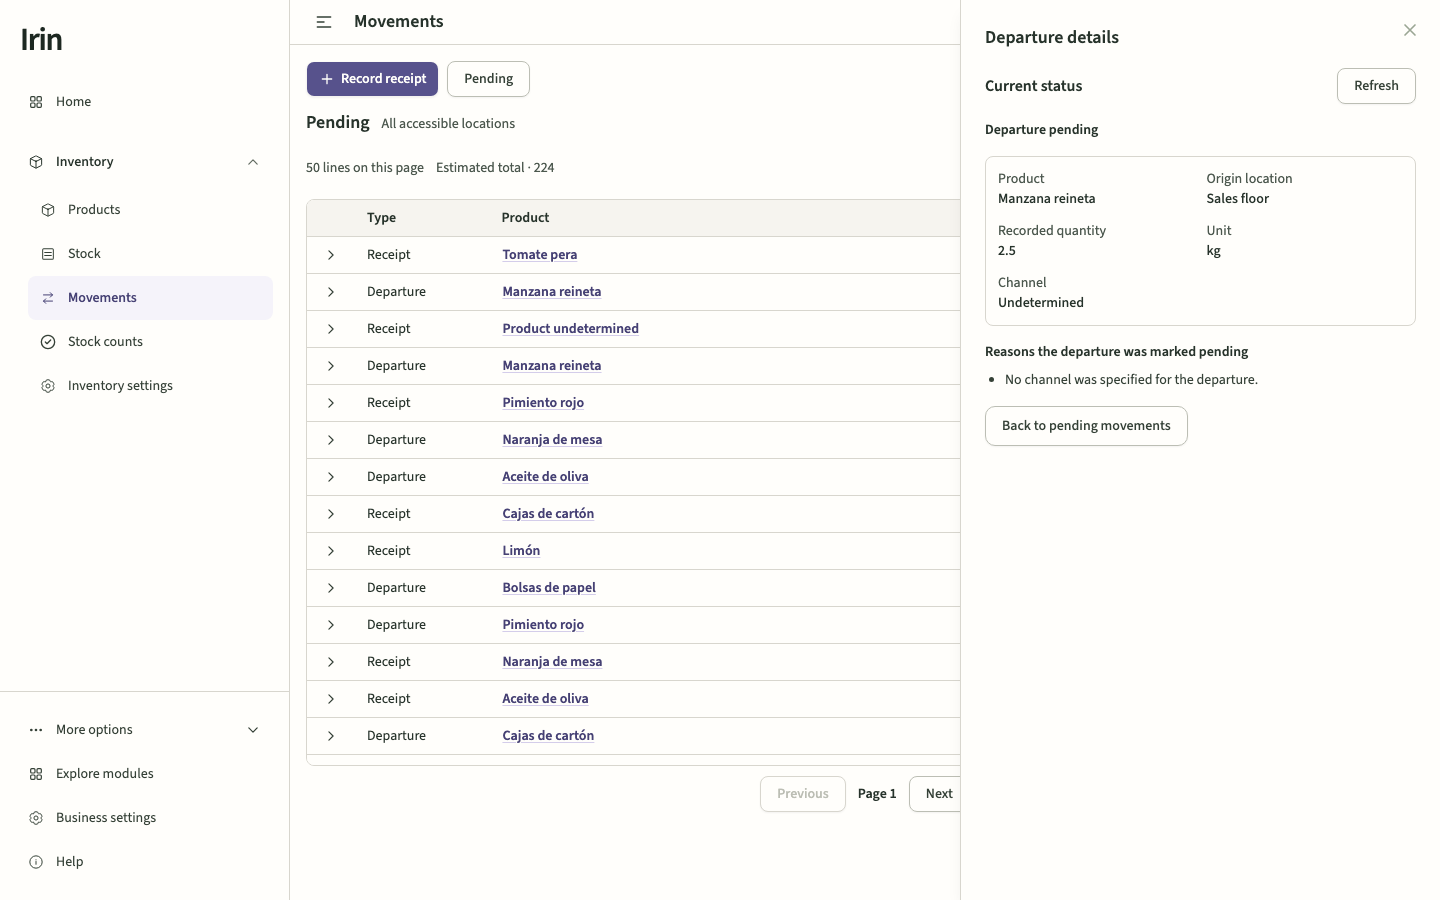 Irin
Home
Inventory
Products
Stock
Movements
Stock counts
Inventory settings
More options
Explore modules
Business settings
Help
Movements
Record receipt
Pending
Pending All accessible locations
50 lines on this page Estimated total · 224
Type Product
Receipt Tomate pera
Departure Manzana reineta
Receipt Product undetermined
Departure Manzana reineta
Receipt Pimiento rojo
Departure Naranja de mesa
Departure Aceite de oliva
Receipt Cajas de cartón
Receipt Limón
Departure Bolsas de papel
Departure Pimiento rojo
Receipt Naranja de mesa
Receipt Aceite de oliva
Departure Cajas de cartón
Previous Page 1 Next
Departure details
Current status
Refresh
Departure pending
Product Origin location
Manzana reineta Sales floor
Recorded quantity Unit
2.5 kg
Channel
Undetermined
Reasons the departure was marked pending
No channel was specified for the departure.
Back to pending movements